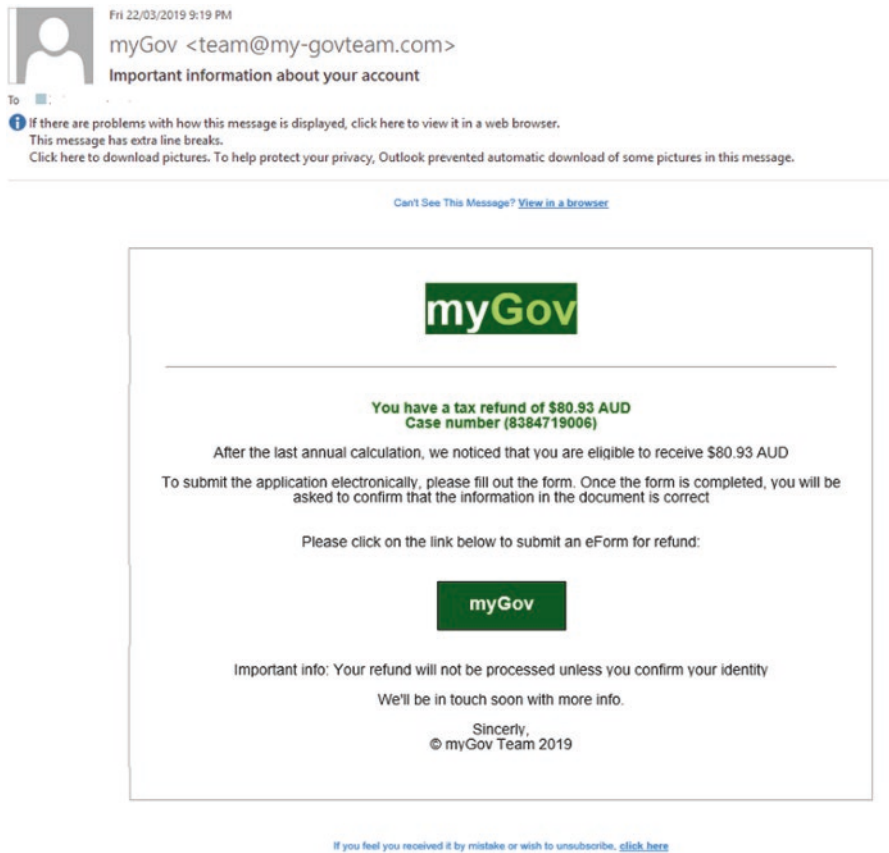 Fri 22/03/2019 9:19 PM
myGov <team@my-govteam.com>
Important information about your account
To
If there are problems with how this message is displayed, click here to view it in a web browser.
This message has extra line breaks.
Click here to download pictures. To help protect your privacy, Outlook prevented automatic download of some pictures in this message.
Can't See This Message? View in a browser
myGov
You have a tax refund of $80.93 AUD
Case number (8384719006)
After the last annual calculation, we noticed that you are eligible to receive $80.93 AUD
To submit the application electronically, please fill out the form. Once the form is completed, you will be
asked to confirm that the information in the document is correct
Please click on the link below to submit an eForm for refund:
myGov
Important info: Your refund will not be processed unless you confirm your identity
We'll be in touch soon with more info.
Sincerly,
© myGov Team 2019
If you feel you received it by mistake or wish to unsubscribe, click here